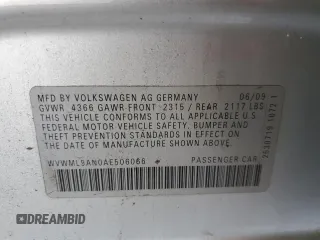 MFD BY VOLKSWAGEN AG GERMANY 06/09
GVWR 4366 GAWR FRONT 2315 / REAR 2117 LBS
THIS VEHICLE CONFORMS TO ALL APPLICABLE U.S.
FEDERAL MOTOR VEHICLE SAFETY, BUMPER AND
THEFT PREVENTION STANDARDS IN EFFECT ON
THE DATE OF MANUFACTURE SHOWN ABOVE
WVWML9AN0AE506066 PASSENGER CAR